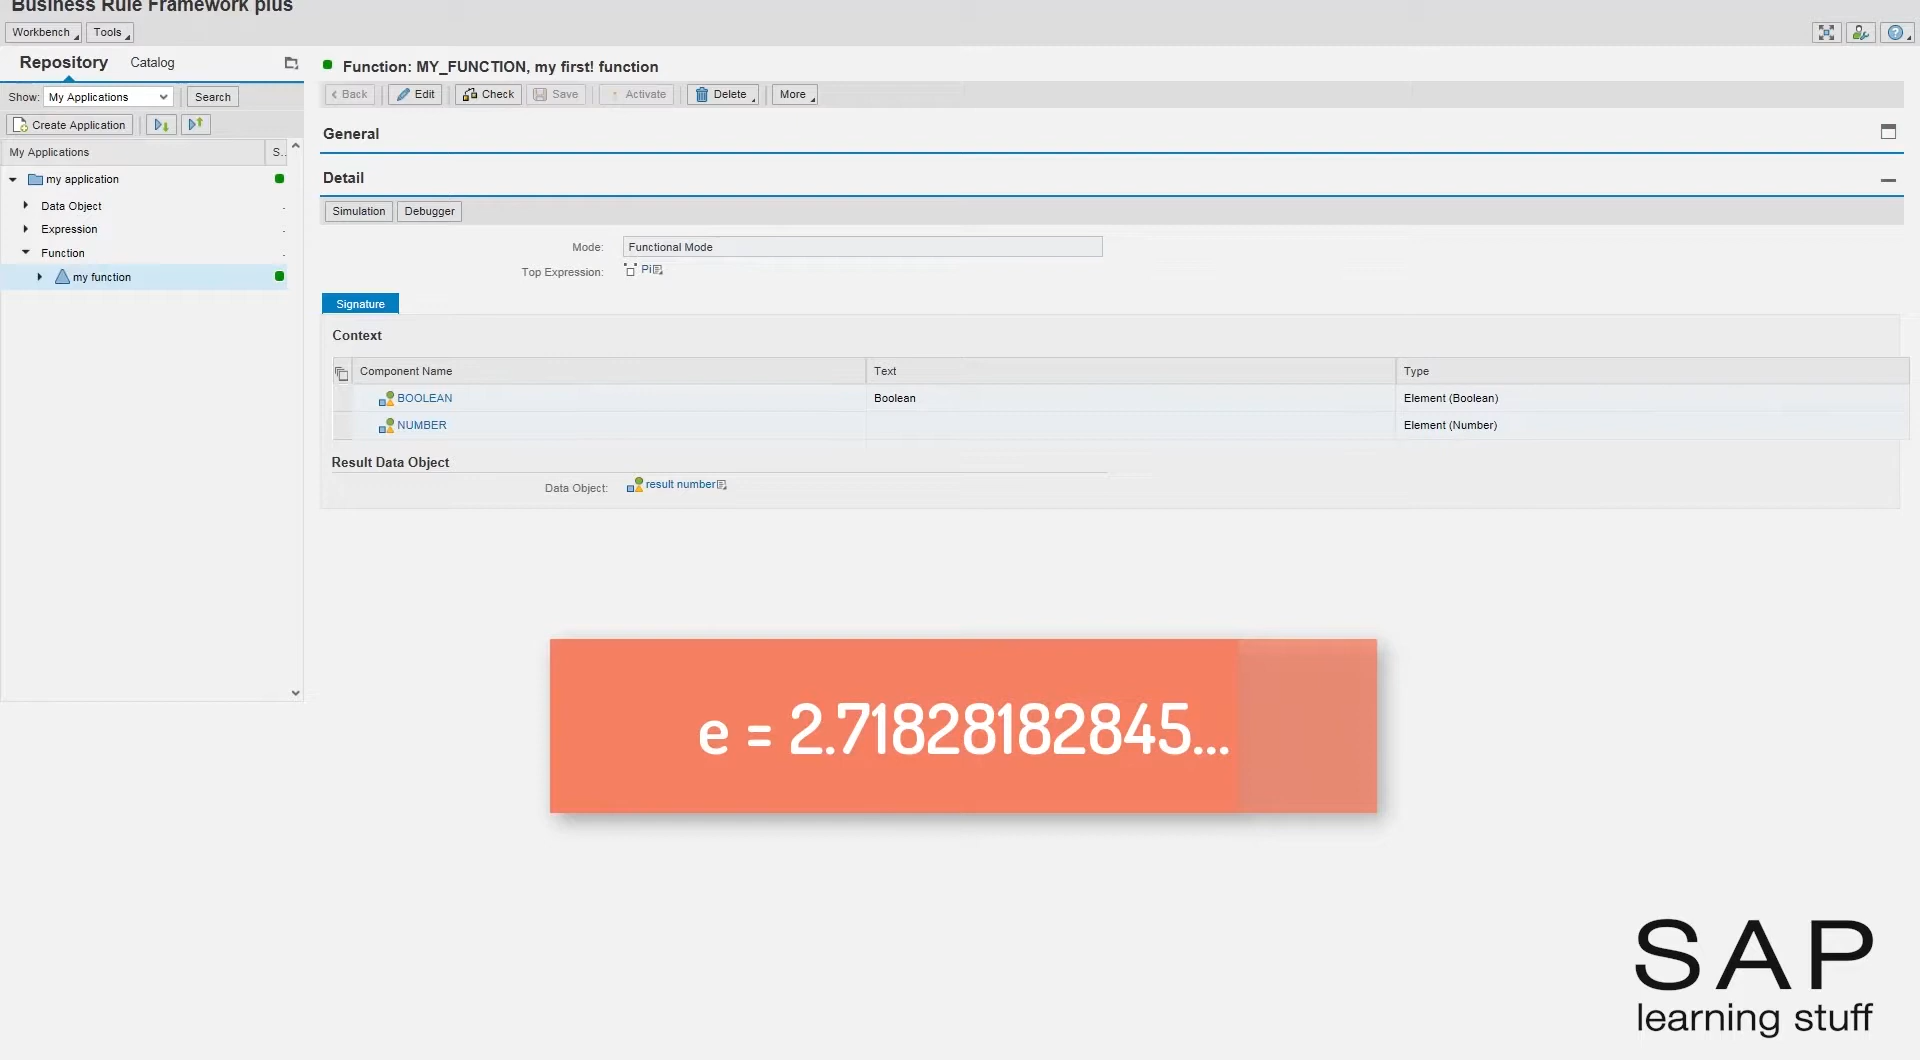 Business Rule Framework plus
Workbench Tools
Repository Catalog
Show: My Applications Search
Create Application
My Applications S..
my application
Data Object
Expression
Function
my function
Function: MY_FUNCTION, my first! function
Back Edit Check Save Activate Delete More
General
Detail
Simulation Debugger
Mode: Functional Mode
Top Expression: Pi
Signature
Context
Component Name Text Type
BOOLEAN Boolean Element (Boolean)
NUMBER Element (Number)
Result Data Object
Data Object: result number
e = 2.71828182845...
SAP
learning stuff